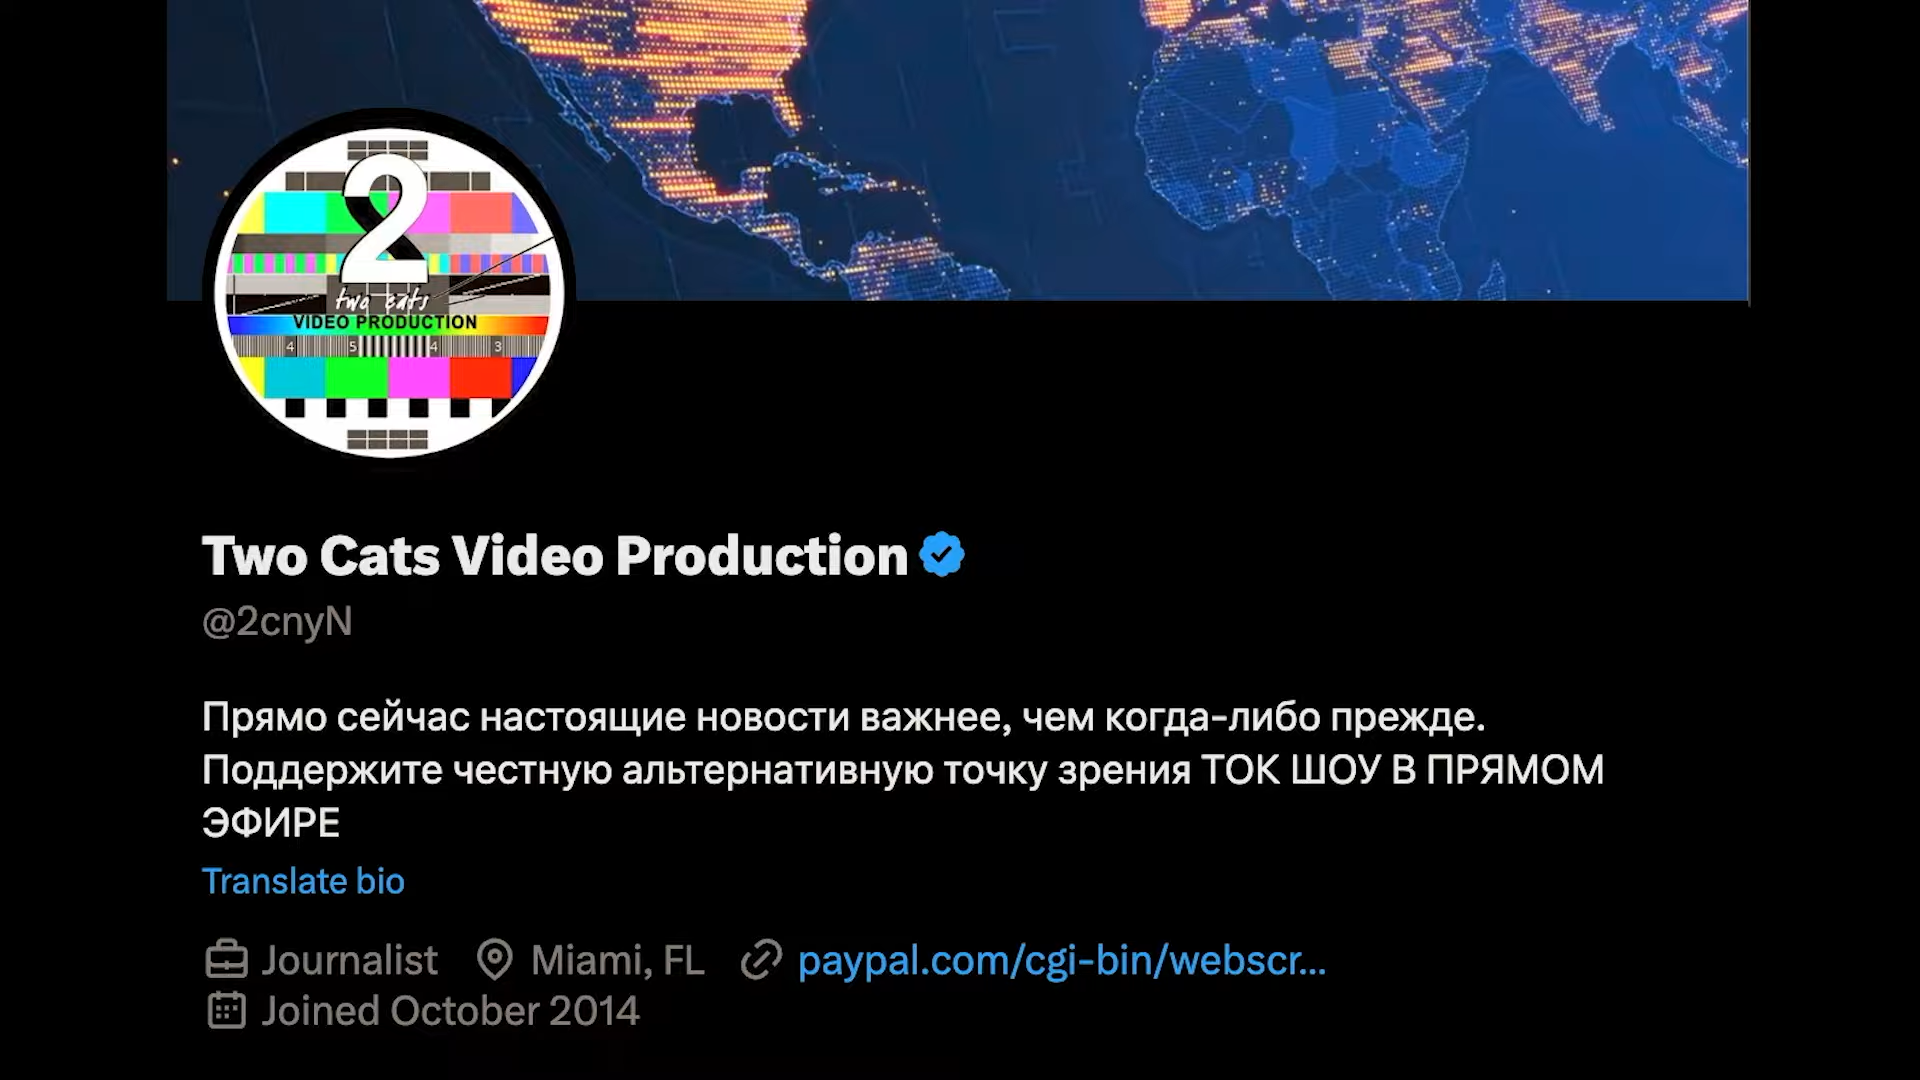 2
two cats
VIDEO PRODUCTION
4 5 4 3
Two Cats Video Production
@2cnyN
Прямо сейчас настоящие новости важнее, чем когда-либо прежде.
Поддержите честную альтернативную точку зрения ТОК ШОУ В ПРЯМОМ
ЭФИРЕ
Translate bio
Journalist Miami, FL paypal.com/cgi-bin/webscr...
Joined October 2014